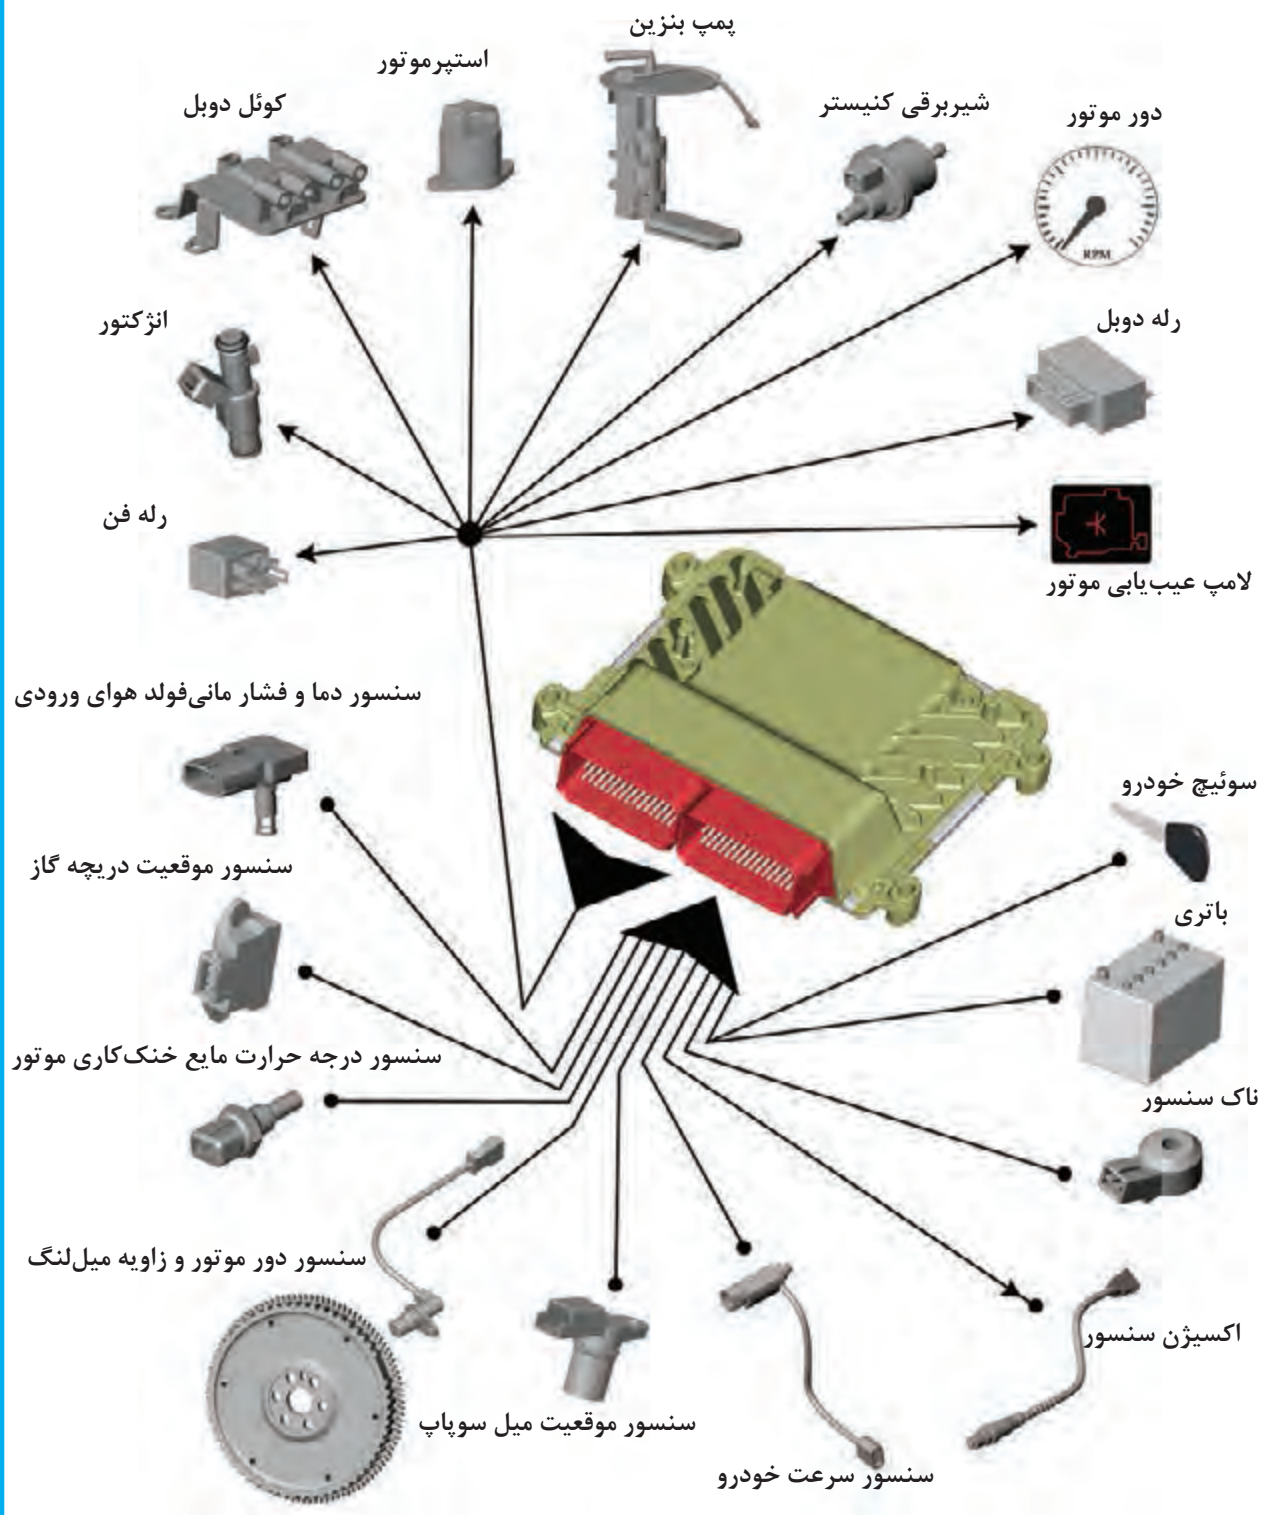 پمپ بنزین
استپرموتور
کوئل دوبل
شیربرقی کنیستر
دور موتور
RPM
انژکتور
رله دوبل
رله فن
لامپ عیب‌یابی موتور
سنسور دما و فشار مانی‌فولد هوای ورودی
سوئیچ خودرو
سنسور موقعیت دریچه گاز
باتری
سنسور درجه حرارت مایع خنک‌کاری موتور
ناک سنسور
سنسور دور موتور و زاویه میل‌لنگ
اکسیژن سنسور
سنسور موقعیت میل سوپاپ
سنسور سرعت خودرو